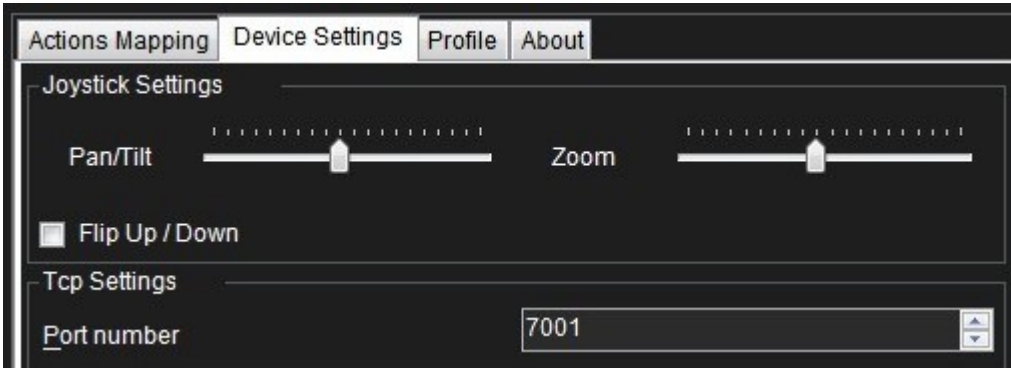 Actions Mapping Device Settings Profile About
Joystick Settings
Pan/Tilt Zoom
Flip Up / Down
Tcp Settings
Port number 7001